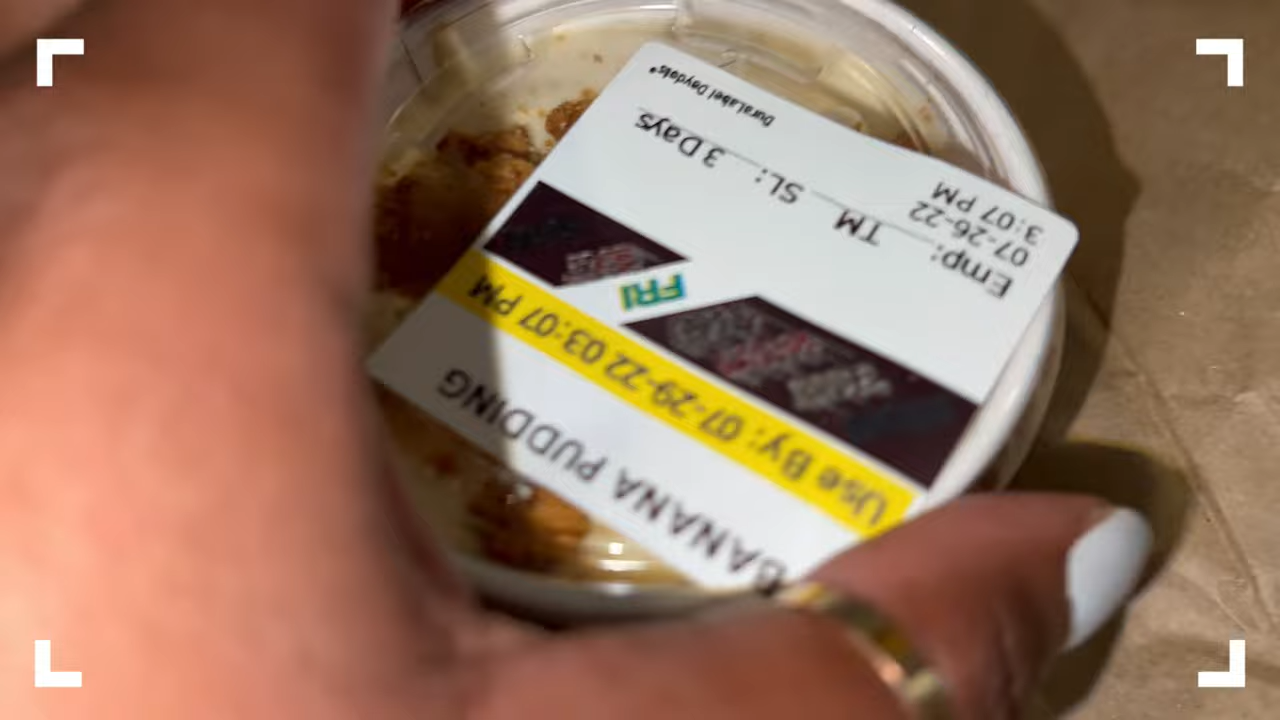 BANANA PUDDING
Use By: 07-29-22 03:07 PM
FRI
Emp: TM SL: 3 Days
07-26-22
3:07 PM
DuraLabel Daydots®